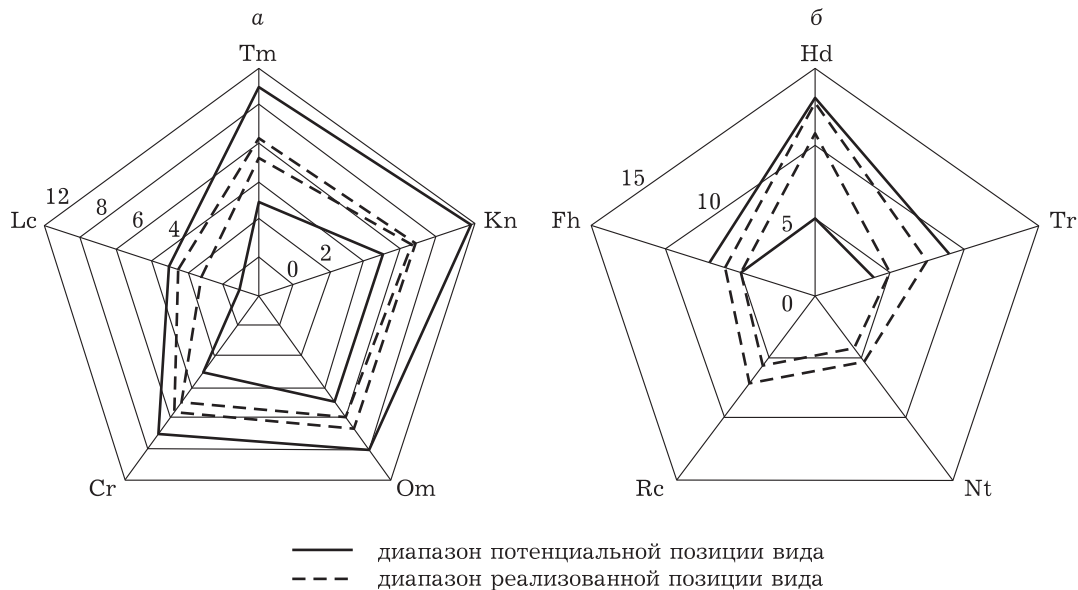 а
б
Tm
Hd
12
8
6
4
2
0
Lc
Kn
Cr
Om
15
10
5
0
Fh
Tr
Rc
Nt
диапазон потенциальной позиции вида
диапазон реализованной позиции вида